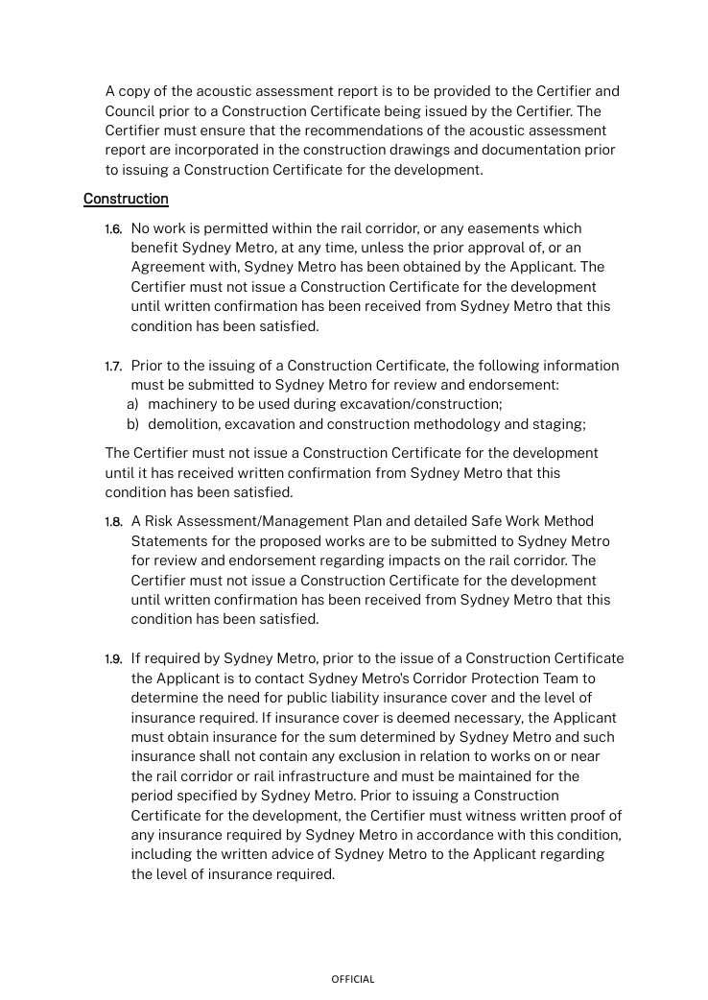 A copy of the acoustic assessment report is to be provided to the Certifier and
Council prior to a Construction Certificate being issued by the Certifier. The
Certifier must ensure that the recommendations of the acoustic assessment
report are incorporated in the construction drawings and documentation prior
to issuing a Construction Certificate for the development.
Construction
1.6. No work is permitted within the rail corridor, or any easements which
benefit Sydney Metro, at any time, unless the prior approval of, or an
Agreement with, Sydney Metro has been obtained by the Applicant. The
Certifier must not issue a Construction Certificate for the development
until written confirmation has been received from Sydney Metro that this
condition has been satisfied.
1.7. Prior to the issuing of a Construction Certificate, the following information
must be submitted to Sydney Metro for review and endorsement:
a) machinery to be used during excavation/construction;
b) demolition, excavation and construction methodology and staging;
The Certifier must not issue a Construction Certificate for the development
until it has received written confirmation from Sydney Metro that this
condition has been satisfied.
1.8. A Risk Assessment/Management Plan and detailed Safe Work Method
Statements for the proposed works are to be submitted to Sydney Metro
for review and endorsement regarding impacts on the rail corridor. The
Certifier must not issue a Construction Certificate for the development
until written confirmation has been received from Sydney Metro that this
condition has been satisfied.
1.9. If required by Sydney Metro, prior to the issue of a Construction Certificate
the Applicant is to contact Sydney Metro's Corridor Protection Team to
determine the need for public liability insurance cover and the level of
insurance required. If insurance cover is deemed necessary, the Applicant
must obtain insurance for the sum determined by Sydney Metro and such
insurance shall not contain any exclusion in relation to works on or near
the rail corridor or rail infrastructure and must be maintained for the
period specified by Sydney Metro. Prior to issuing a Construction
Certificate for the development, the Certifier must witness written proof of
any insurance required by Sydney Metro in accordance with this condition,
including the written advice of Sydney Metro to the Applicant regarding
the level of insurance required.
OFFICIAL